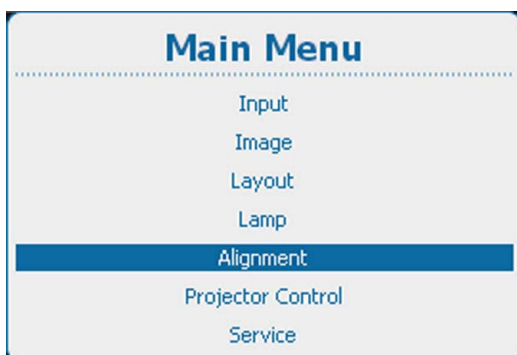 Main Menu
Input
Image
Layout
Lamp
Alignment
Projector Control
Service